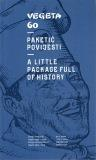 VEGETA
60
—
PAKETIĆ
POVIJESTI
—
A LITTLE
PACKAGE FULL
OF HISTORY